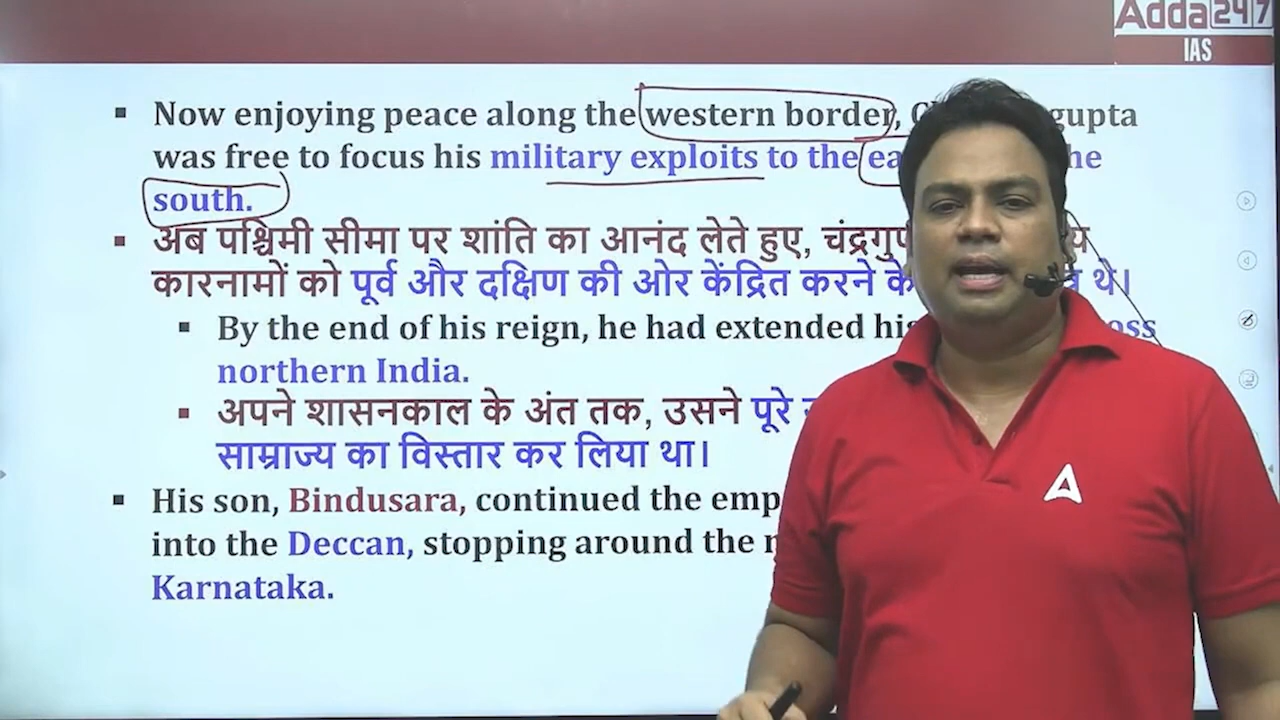 Adda247
IAS
Now enjoying peace along the western border, gupta
was free to focus his military exploits to the he
south.
अब पश्चिमी सीमा पर शांति का आनंद लेते हुए,
कारनामों को पूर्व और दक्षिण की ओर केंद्रित करने के थे।
By the end of his reign, he had extended his
northern India.
अपने शासनकाल के अंत तक, उसने पूरे
साम्राज्य का विस्तार कर लिया था।
His son, Bindusara, continued the
into the Deccan, stopping around the
Karnataka.